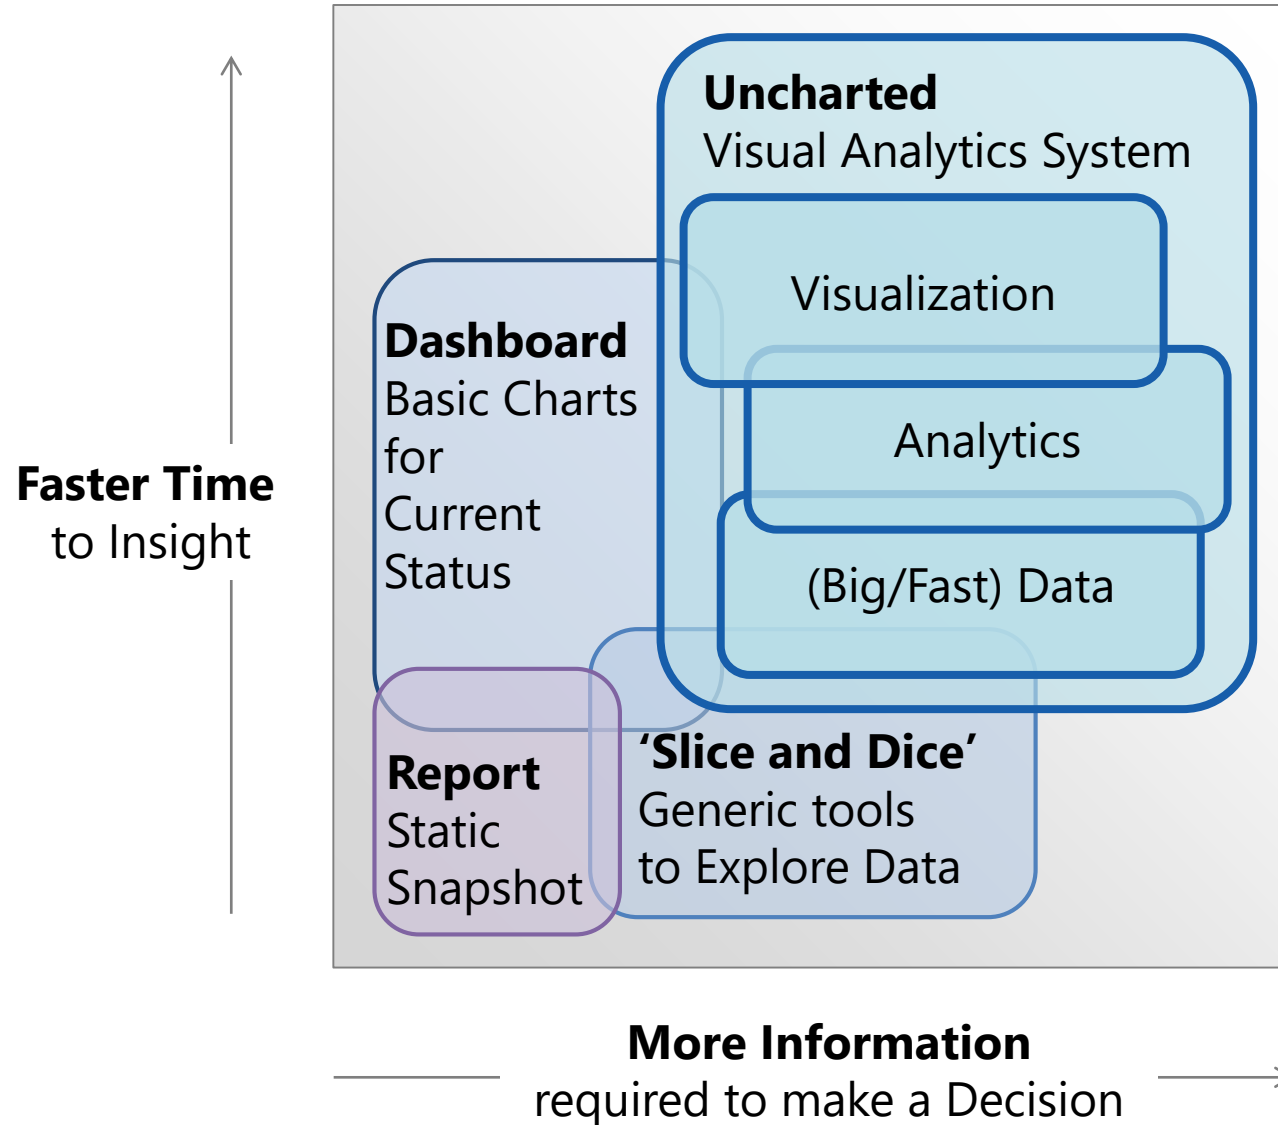 Uncharted
Visual Analytics System
Visualization
Analytics
(Big/Fast) Data
Dashboard
Basic Charts
for
Current
Status
Faster Time
to Insight
Report
Static
Snapshot
‘Slice and Dice’
Generic tools
to Explore Data
More Information
required to make a Decision